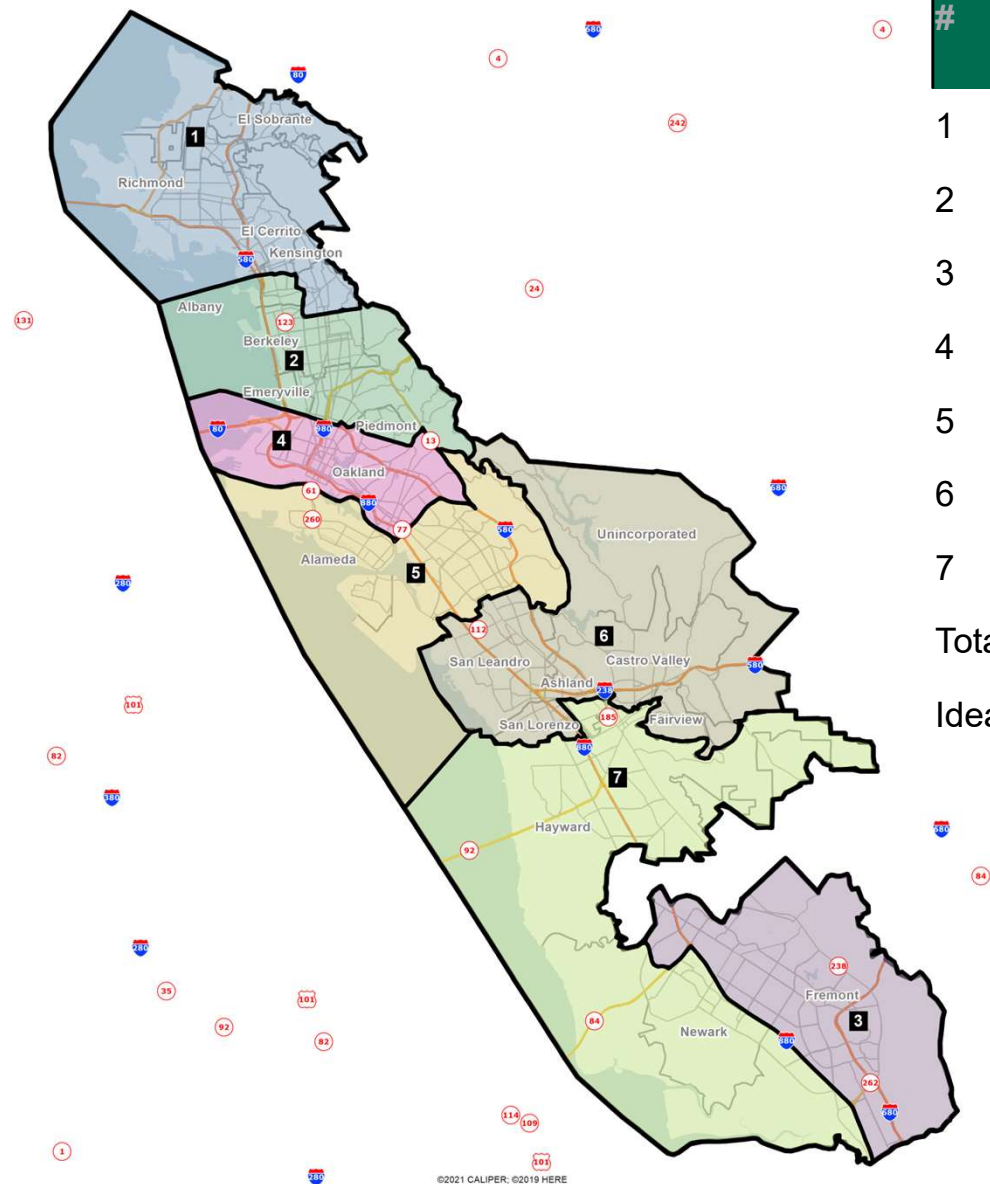 #
1
2
3
4
5
6
7
Tota
Idea
680
4
4
80
242
El Sobrante
1
Richmond
El Cerrito
Kensington
580
24
Albany
131
123
Berkeley
2
Emeryville
Piedmont
80
980
4
13
Oakland
61
880
680
260
77
580
Unincorporated
Alameda
5
280
112
6
San Leandro
Castro Valley
580
Ashland
238
101
San Lorenzo
185
Fairview
880
82
7
380
Hayward
680
92
84
280
238
35
Fremont
101
3
92
84
Newark
82
880
262
680
114
109
1
101
280
©2021 CALIPER; ©2019 HERE